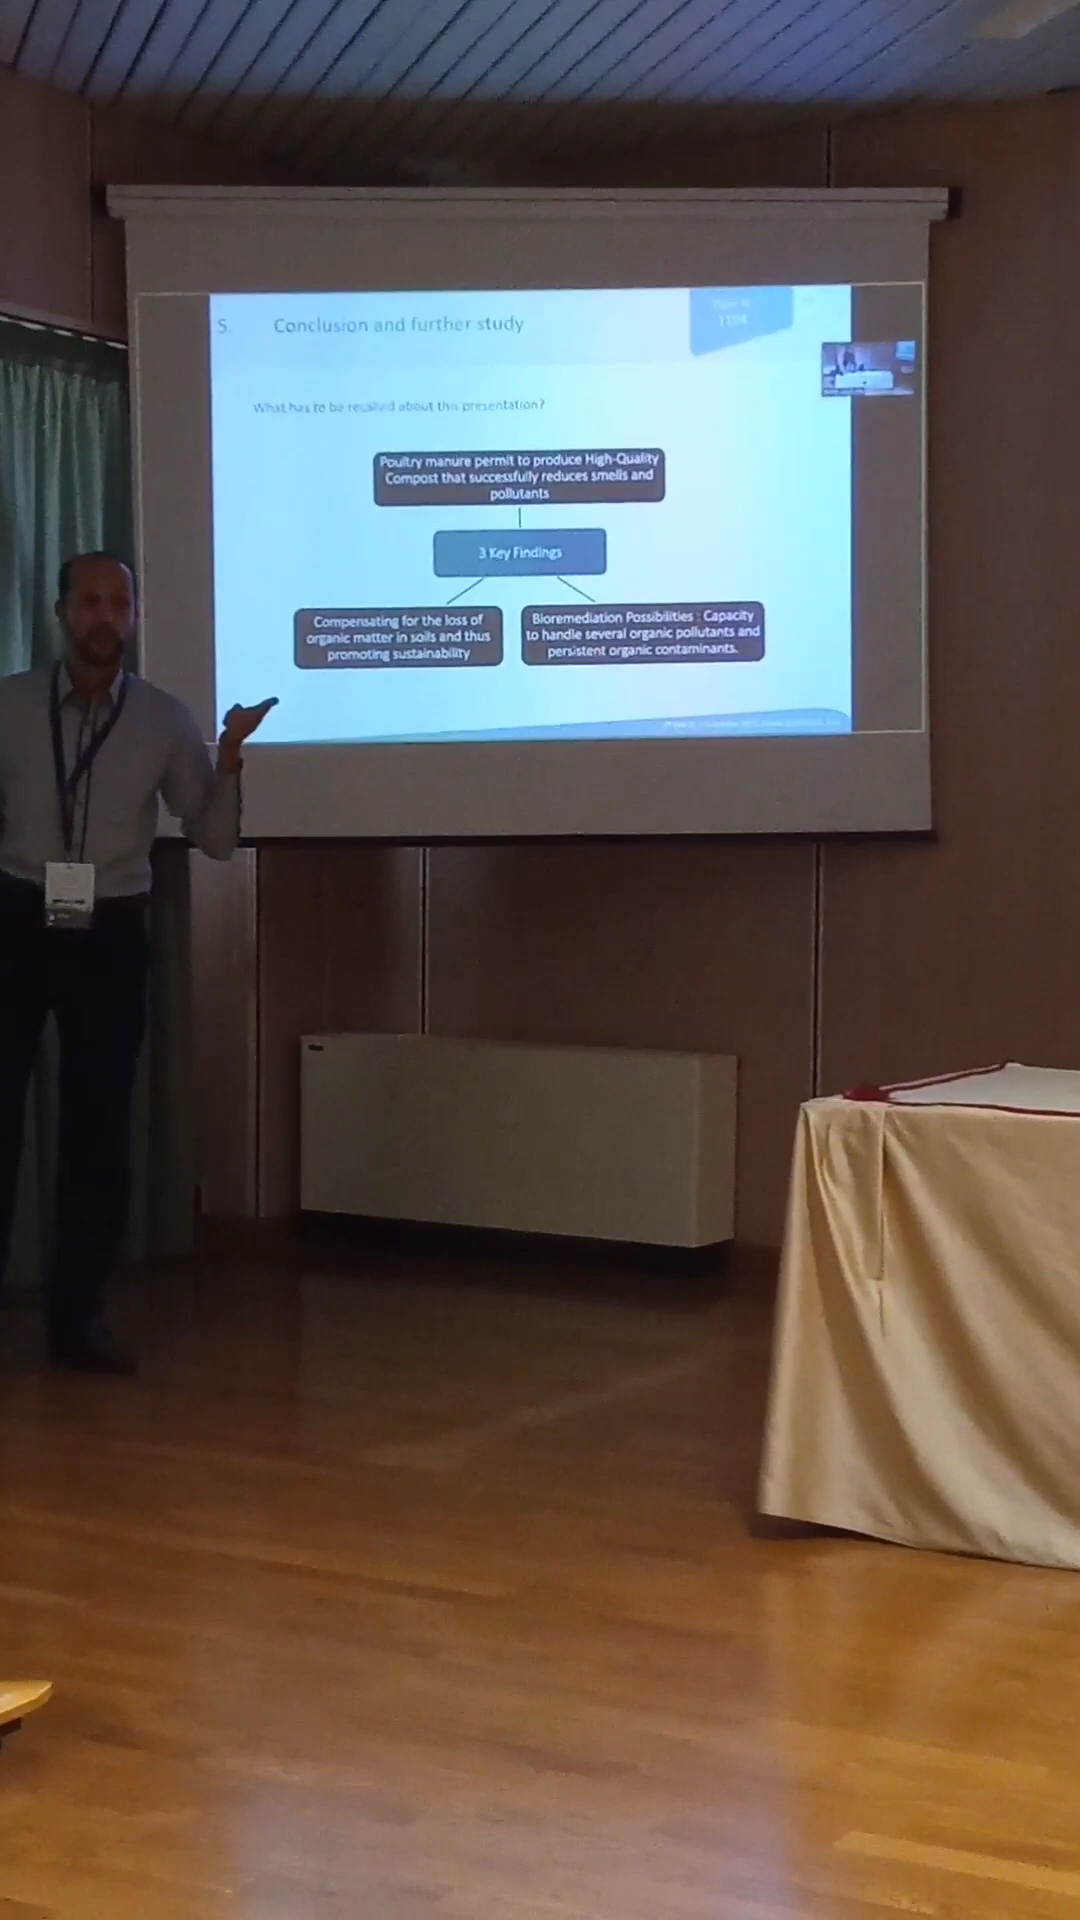 5. Conclusion and further study
1194
What has to be recalled about this presentation?
Poultry manure permit to produce High-Quality
Compost that successfully reduces smells and
pollutants
3 Key Findings
Compensating for the loss of
organic matter in soils and thus
promoting sustainability
Bioremediation Possibilities : Capacity
to handle several organic pollutants and
persistent organic contaminants.